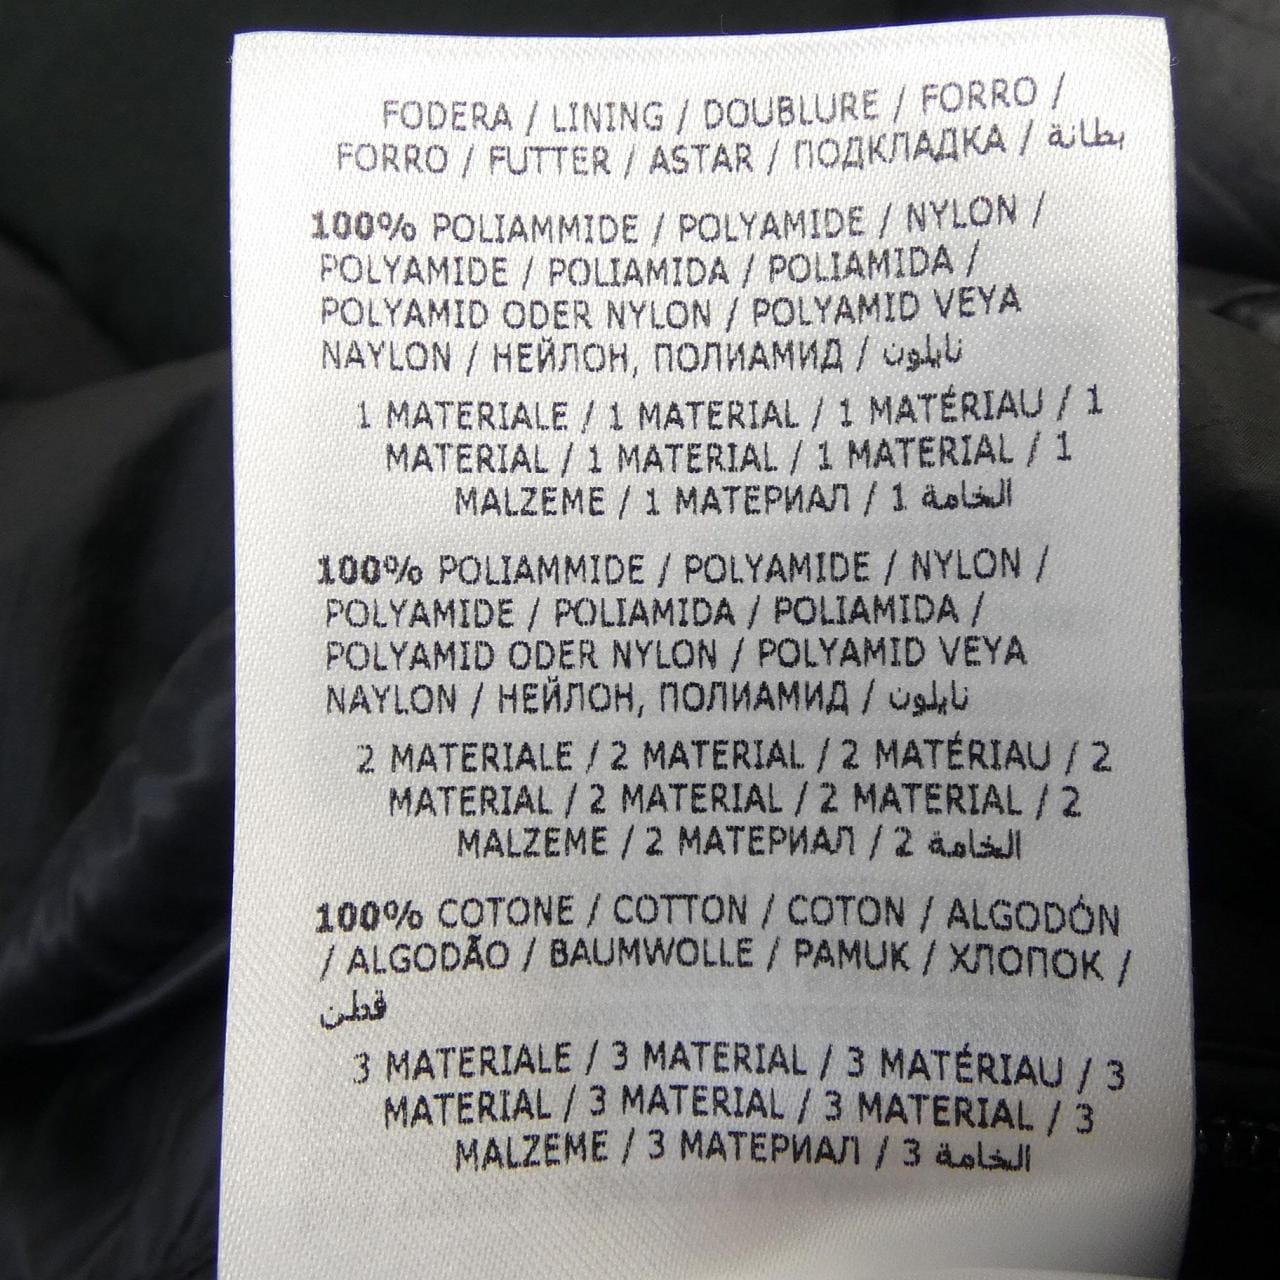 FODERA / LINING / DOUBLURE / FORRO /
FORRO / FUTTER / ASTAR / ПОДКЛАДКА / بطانة
100% POLIAMMIDE / POLYAMIDE / NYLON /
POLYAMIDE / POLIAMIDA / POLIAMIDA /
POLYAMID ODER NYLON / POLYAMID VEYA
NAYLON / НЕЙЛОН, ПОЛИАМИД / نايلون
1 MATERIALE / 1 MATERIAL / 1 MATÉRIAU / 1
MATERIAL / 1 MATERIAL / 1 MATERIAL / 1
MALZEME / 1 МАТЕРИАЛ / 1 الخامة
100% POLIAMMIDE / POLYAMIDE / NYLON /
POLYAMIDE / POLIAMIDA / POLIAMIDA /
POLYAMID ODER NYLON / POLYAMID VEYA
NAYLON / НЕЙЛОН, ПОЛИАМИД / نايلون
2 MATERIALE / 2 MATERIAL / 2 MATÉRIAU / 2
MATERIAL / 2 MATERIAL / 2 MATERIAL / 2
MALZEME / 2 МАТЕРИАЛ / 2 الخامة
100% COTONE / COTTON / COTON / ALGODÓN
/ ALGODÃO / BAUMWOLLE / PAMUK / ХЛОПОК /
قطن
3 MATERIALE / 3 MATERIAL / 3 MATÉRIAU / 3
MATERIAL / 3 MATERIAL / 3 MATERIAL / 3
MALZEME / 3 МАТЕРИАЛ / 3 الخامة